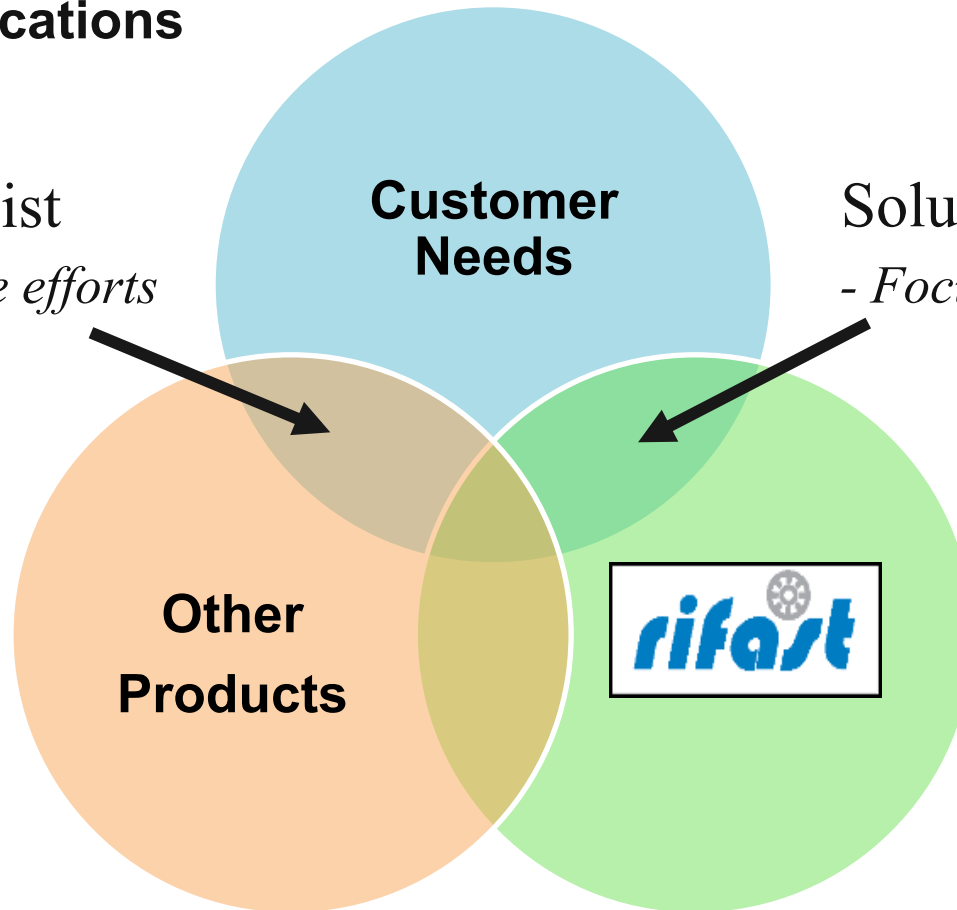 cations
ist
Customer
Needs
Solu
e efforts
- Foc
Other
Products
rifast